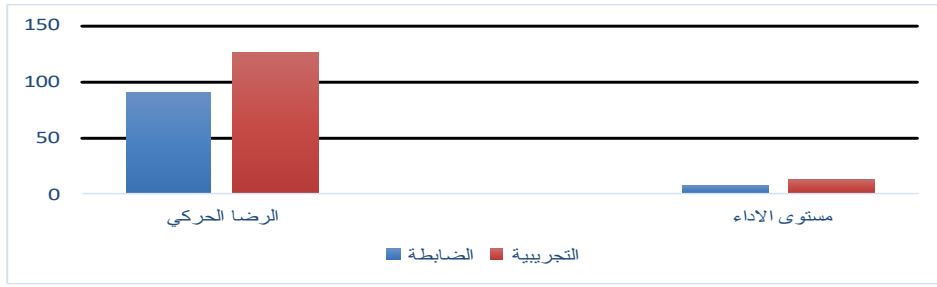 150
100
50
0
الرضا الحركي
مستوى الاداء
الضابطة
التجريبية